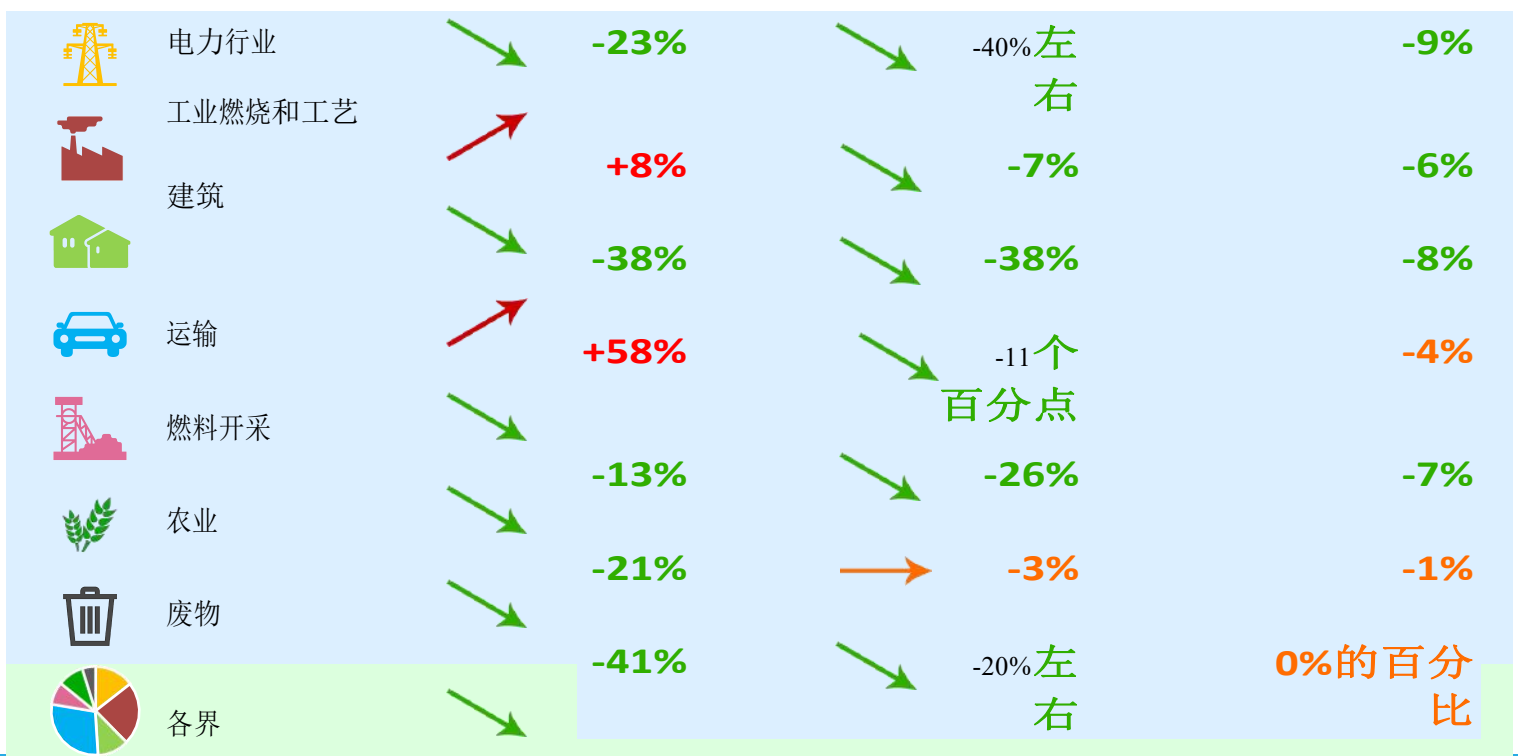 电力行业
-23%
-40%左
右
-9%
工业燃烧和工艺
+8%
-7%
-6%
建筑
-38%
-38%
-8%
运输
+58%
-11个
百分点
-4%
燃料开采
-13%
-26%
-7%
农业
-21%
-3%
-1%
废物
-41%
-20%左
右
0%的百分
比
各界